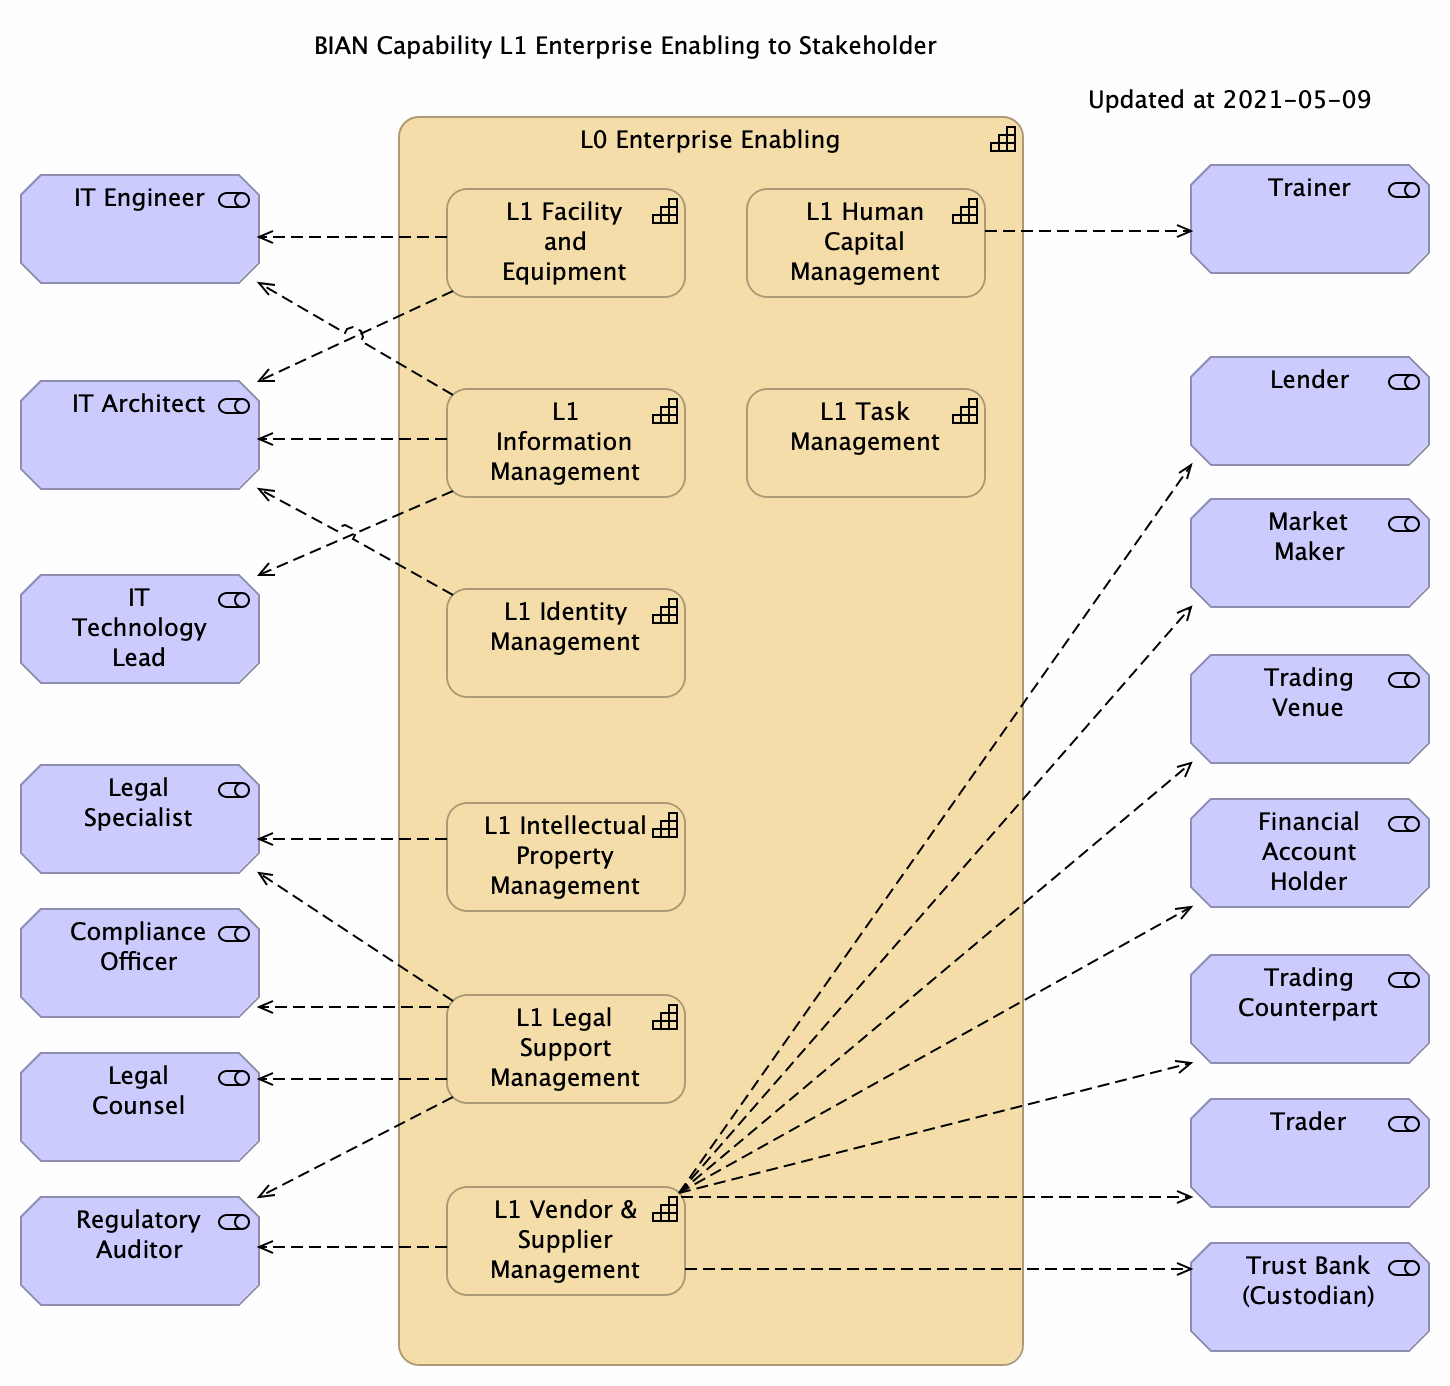 BIAN Capability L1 Enterprise Enabling to Stakeholder
Updated at 2021-05-09
L0 Enterprise Enabling
IT Engineer
IT Architect
IT
Technology
Lead
Legal
Specialist
Compliance
Officer
Legal
Counsel
Regulatory
Auditor
L1 Facility
and
Equipment
L1
Information
Management
L1 Identity
Management
L1 Intellectual
Property
Management
L1 Legal
Support
Management
L1 Vendor &
Supplier
Management
L1 Human
Capital
Management
L1 Task
Management
Trainer
Lender
Market
Maker
Trading
Venue
Financial
Account
Holder
Trading
Counterpart
Trader
Trust Bank
(Custodian)